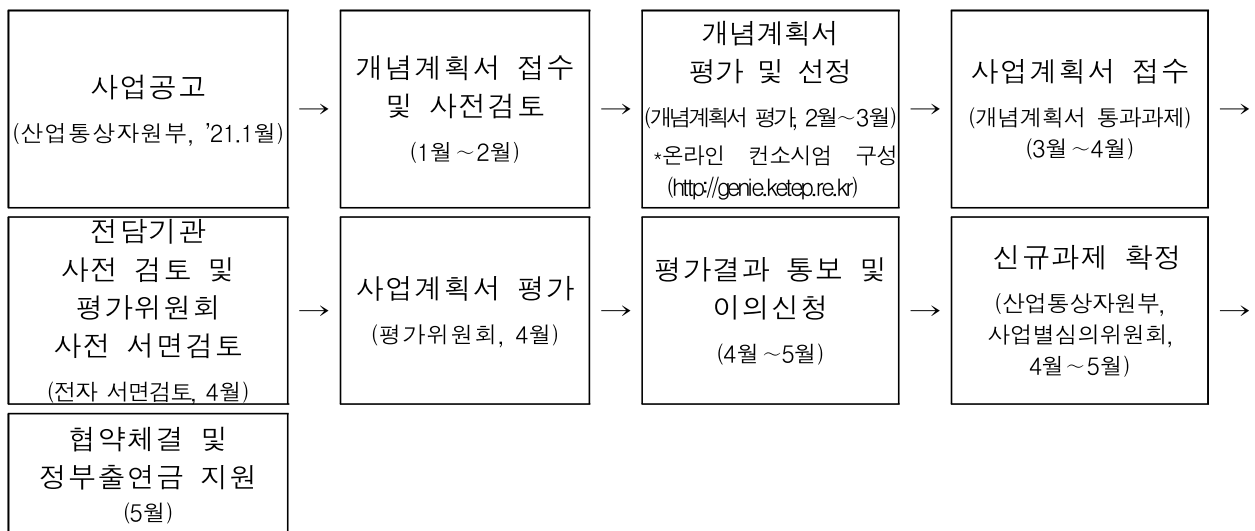 사업공고
(산업통상자원부, '21.1월)
→
개념계획서 접수
및 사전검토
(1월~2월)
→
개념계획서
평가 및 선정
(개념계획서 평가, 2월~3월)
*온라인 컨소시엄 구성
(http://genie.ketep.re.kr)
→
사업계획서 접수
(개념계획서 통과과제)
(3월~4월)
→
전담기관
사전 검토 및
평가위원회
사전 서면검토
(전자 서면검토, 4월)
→
사업계획서 평가
(평가위원회, 4월)
→
평가결과 통보 및
이의신청
(4월~5월)
→
신규과제 확정
(산업통상자원부,
사업별심의위원회,
4월~5월)
→
협약체결 및
정부출연금 지원
(5월)